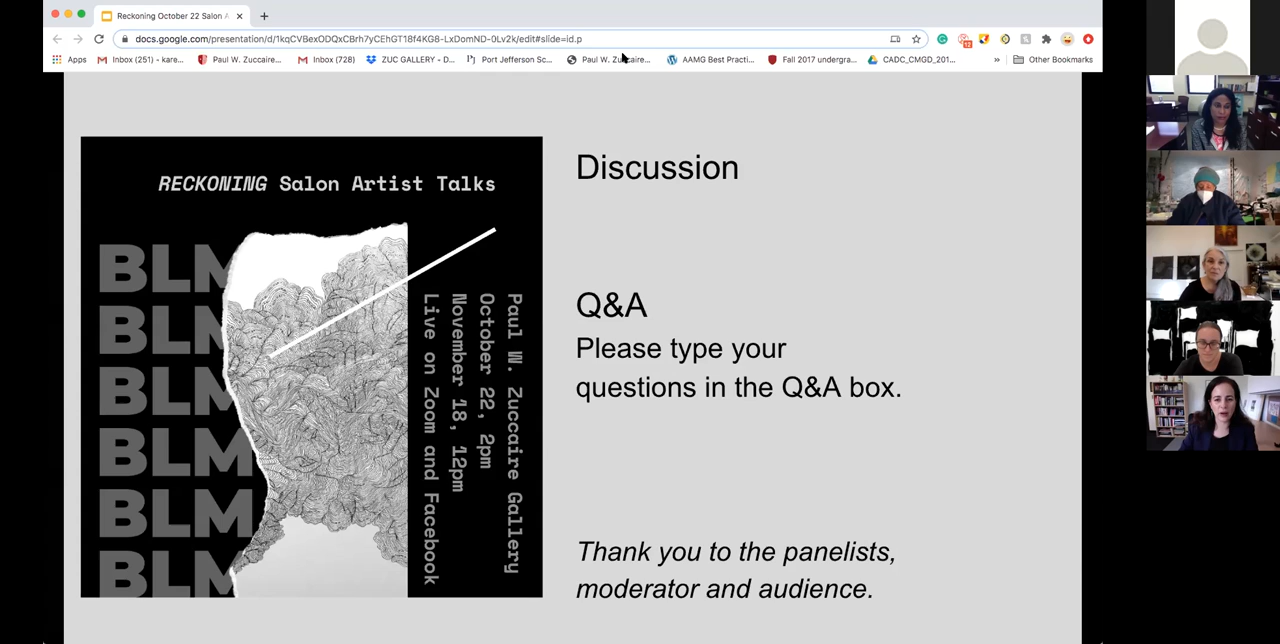 Reckoning October 22 Salon A
docs.google.com/presentation/d/1kqCVBexODQxCBrh7yCEhGT18f4KG8-LxDomND-0Lv2k/edit#slide=id.p
Apps
Inbox (251) - kare...
Paul W. Zuccaire...
Inbox (728)
ZUC GALLERY - D...
Port Jefferson Sc...
Paul W. Zuccaire...
AAMG Best Practi...
Fall 2017 undergra...
CADC_CMGD_201...
»
Other Bookmarks
RECKONING Salon Artist Talks
BLM
BLM
BLM
BLM
BLM
BLM
Paul W. Zuccaire Gallery
October 22, 2pm
November 18, 12pm
Live on Zoom and Facebook
Discussion
Q&A
Please type your
questions in the Q&A box.
Thank you to the panelists,
moderator and audience.